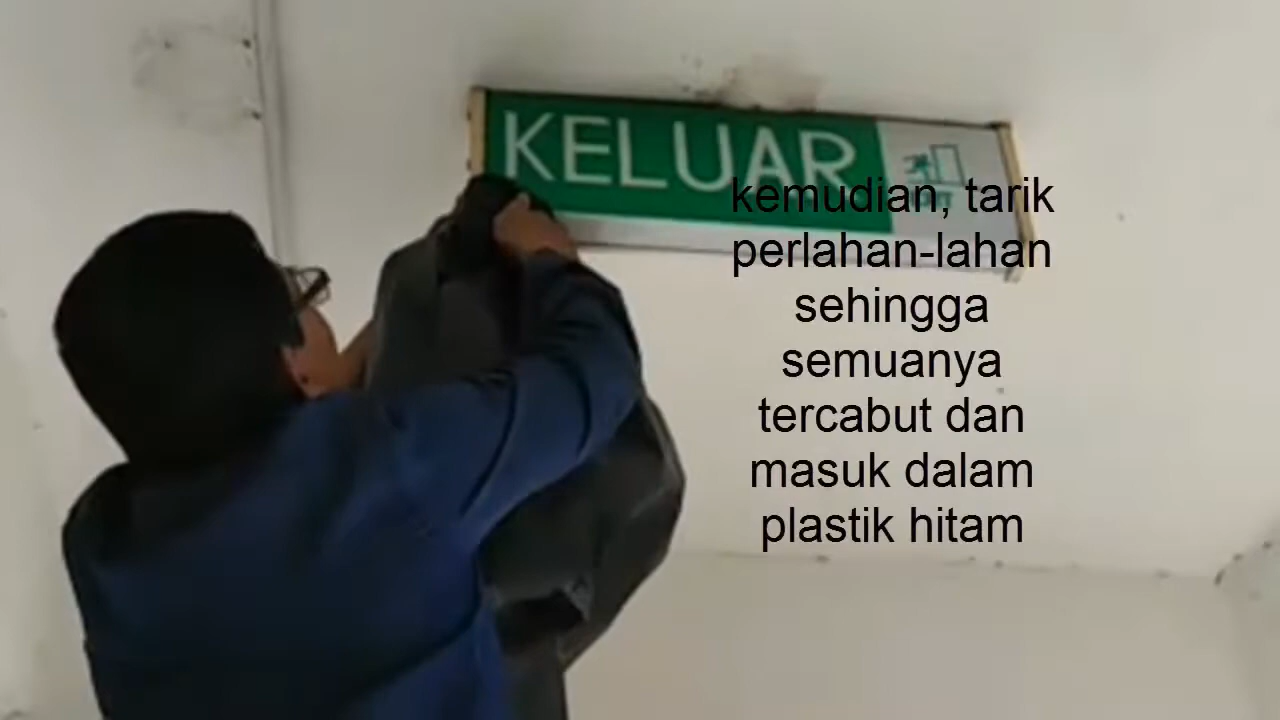 KELUAR
kemudian, tarik
perlahan-lahan
sehingga
semuanya
tercabut dan
masuk dalam
plastik hitam